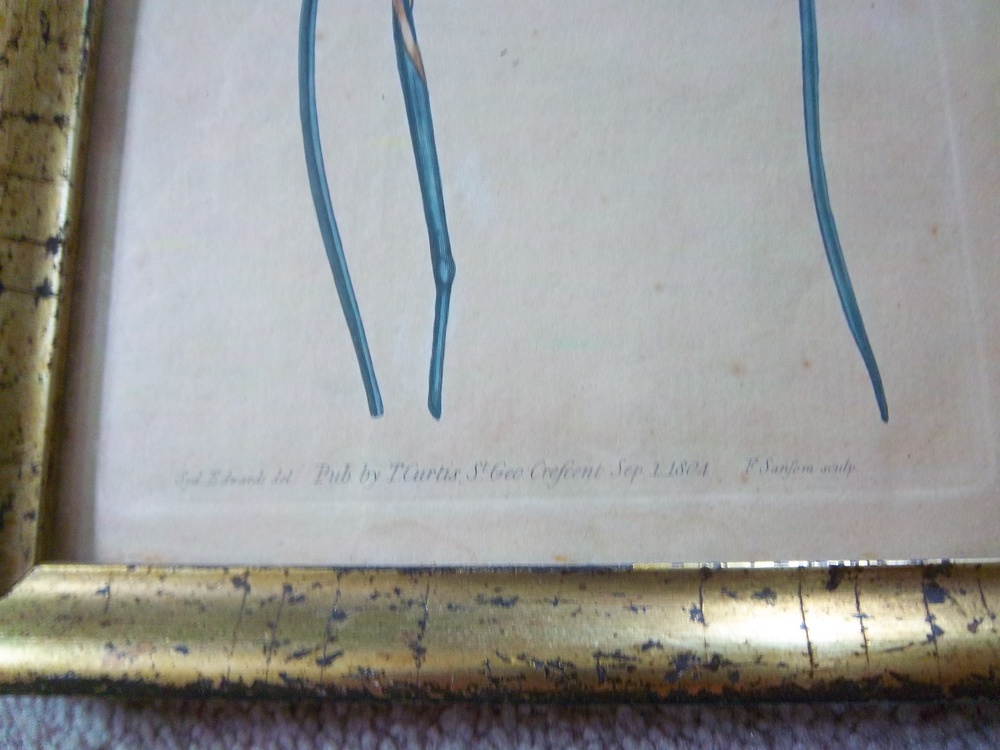 Syd. Edwards del. Pub. by T. Curtis, St. Geo Crescent Sep. 1. 1804 F. Sansom sculp.